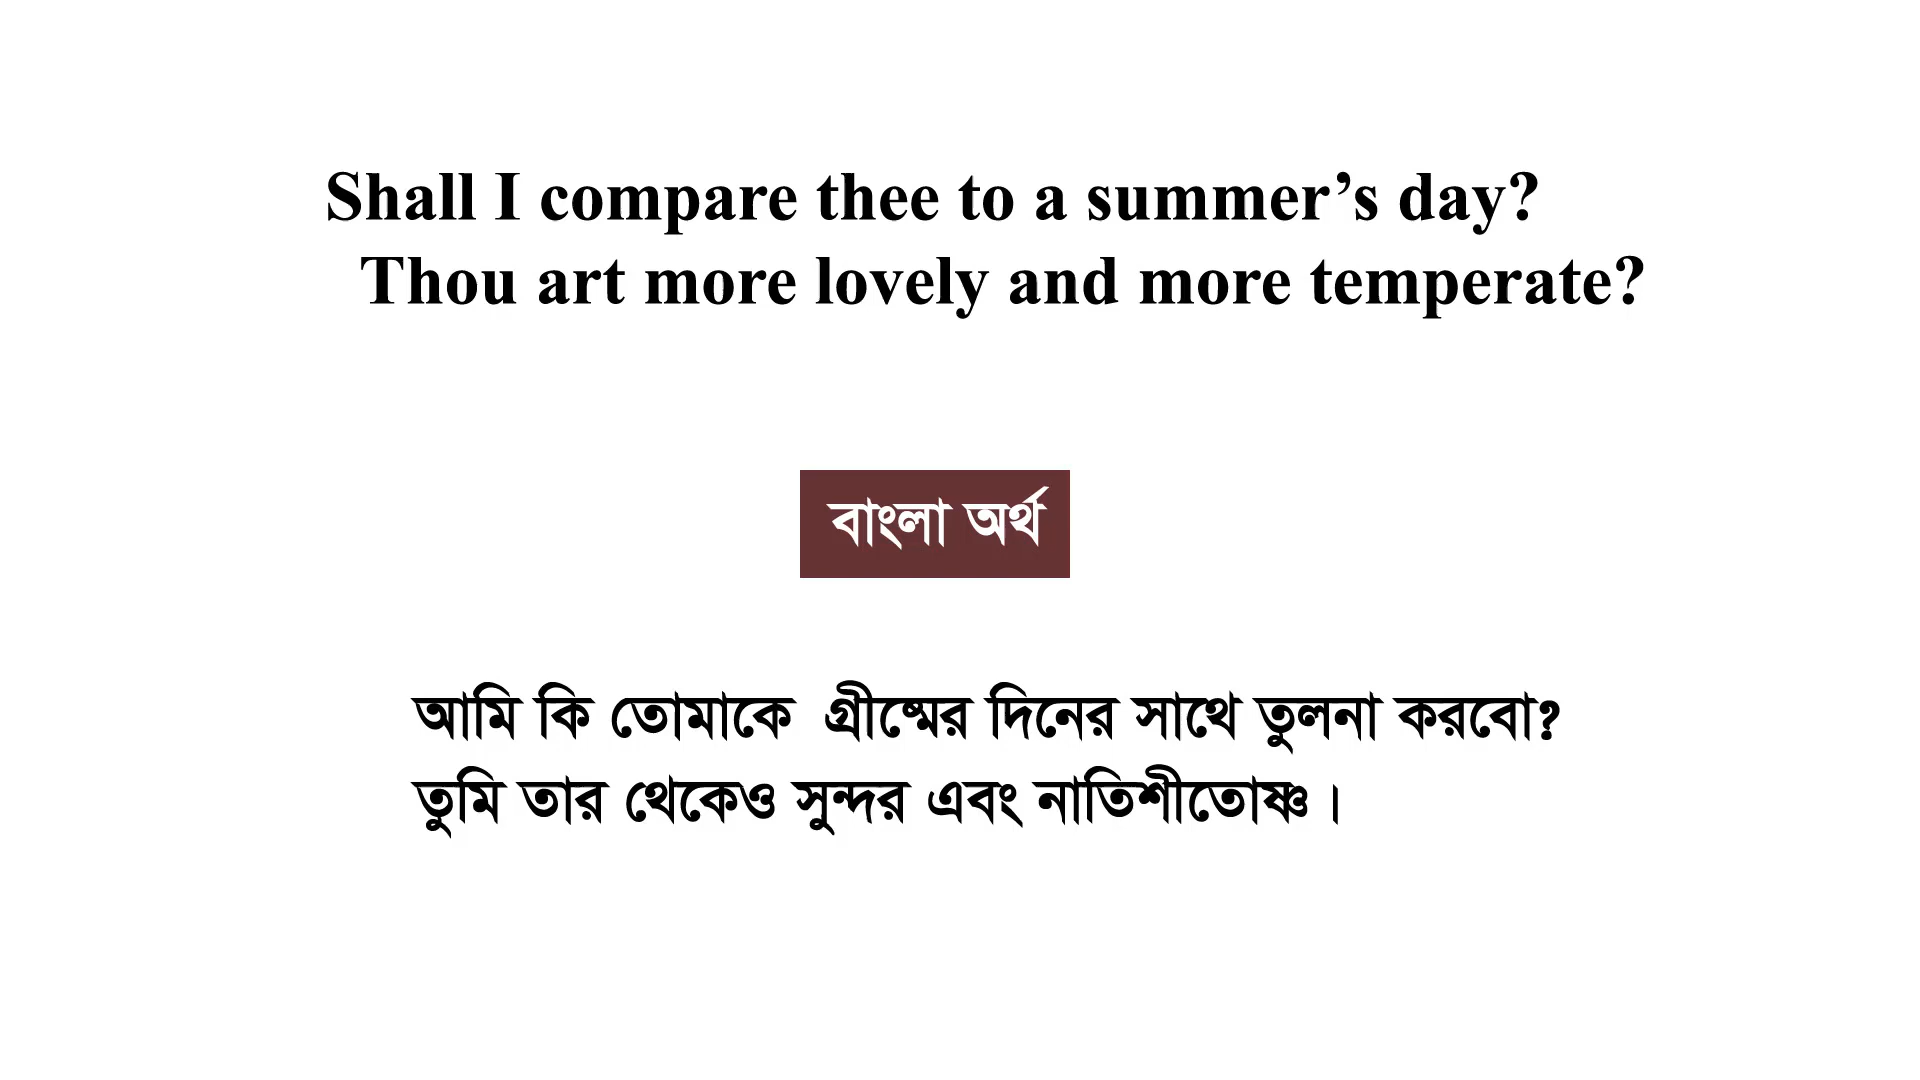 Shall I compare thee to a summer’s day?
Thou art more lovely and more temperate?
বাংলা অর্থ
আমি কি তোমাকে গ্রীষ্মের দিনের সাথে তুলনা করবো?
তুমি তার থেকেও সুন্দর এবং নাতিশীতোষ্ণ।